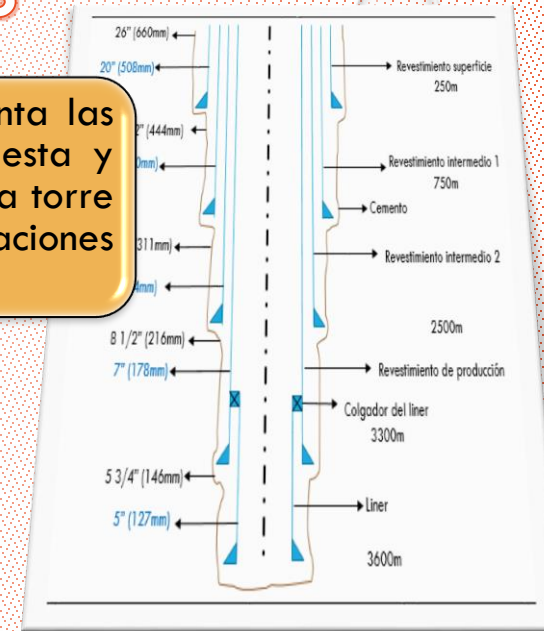 26" (660mm)
20" (508mm)
2" (444mm)
0mm)
311mm)
4mm)
8 1/2" (216mm)
7" (178mm)
5 3/4" (146mm)
5" (127mm)
nta las
esta y
a torre
aciones
Revestimiento superficie
250m
Revestimiento intermedio 1
750m
Cemento
Revestimiento intermedio 2
2500m
Revestimiento de producción
Colgador del liner
3300m
Liner
3600m